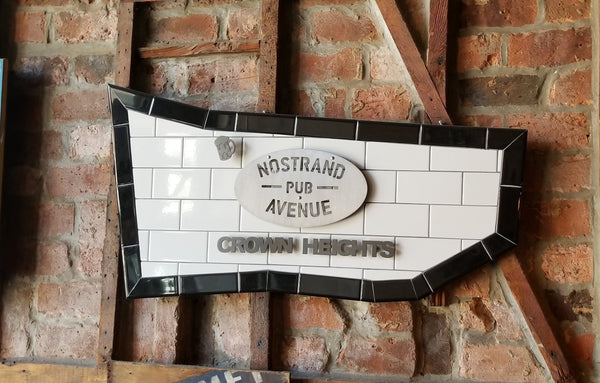 NOSTRAND
PUB
AVENUE
CROWN HEIGHTS